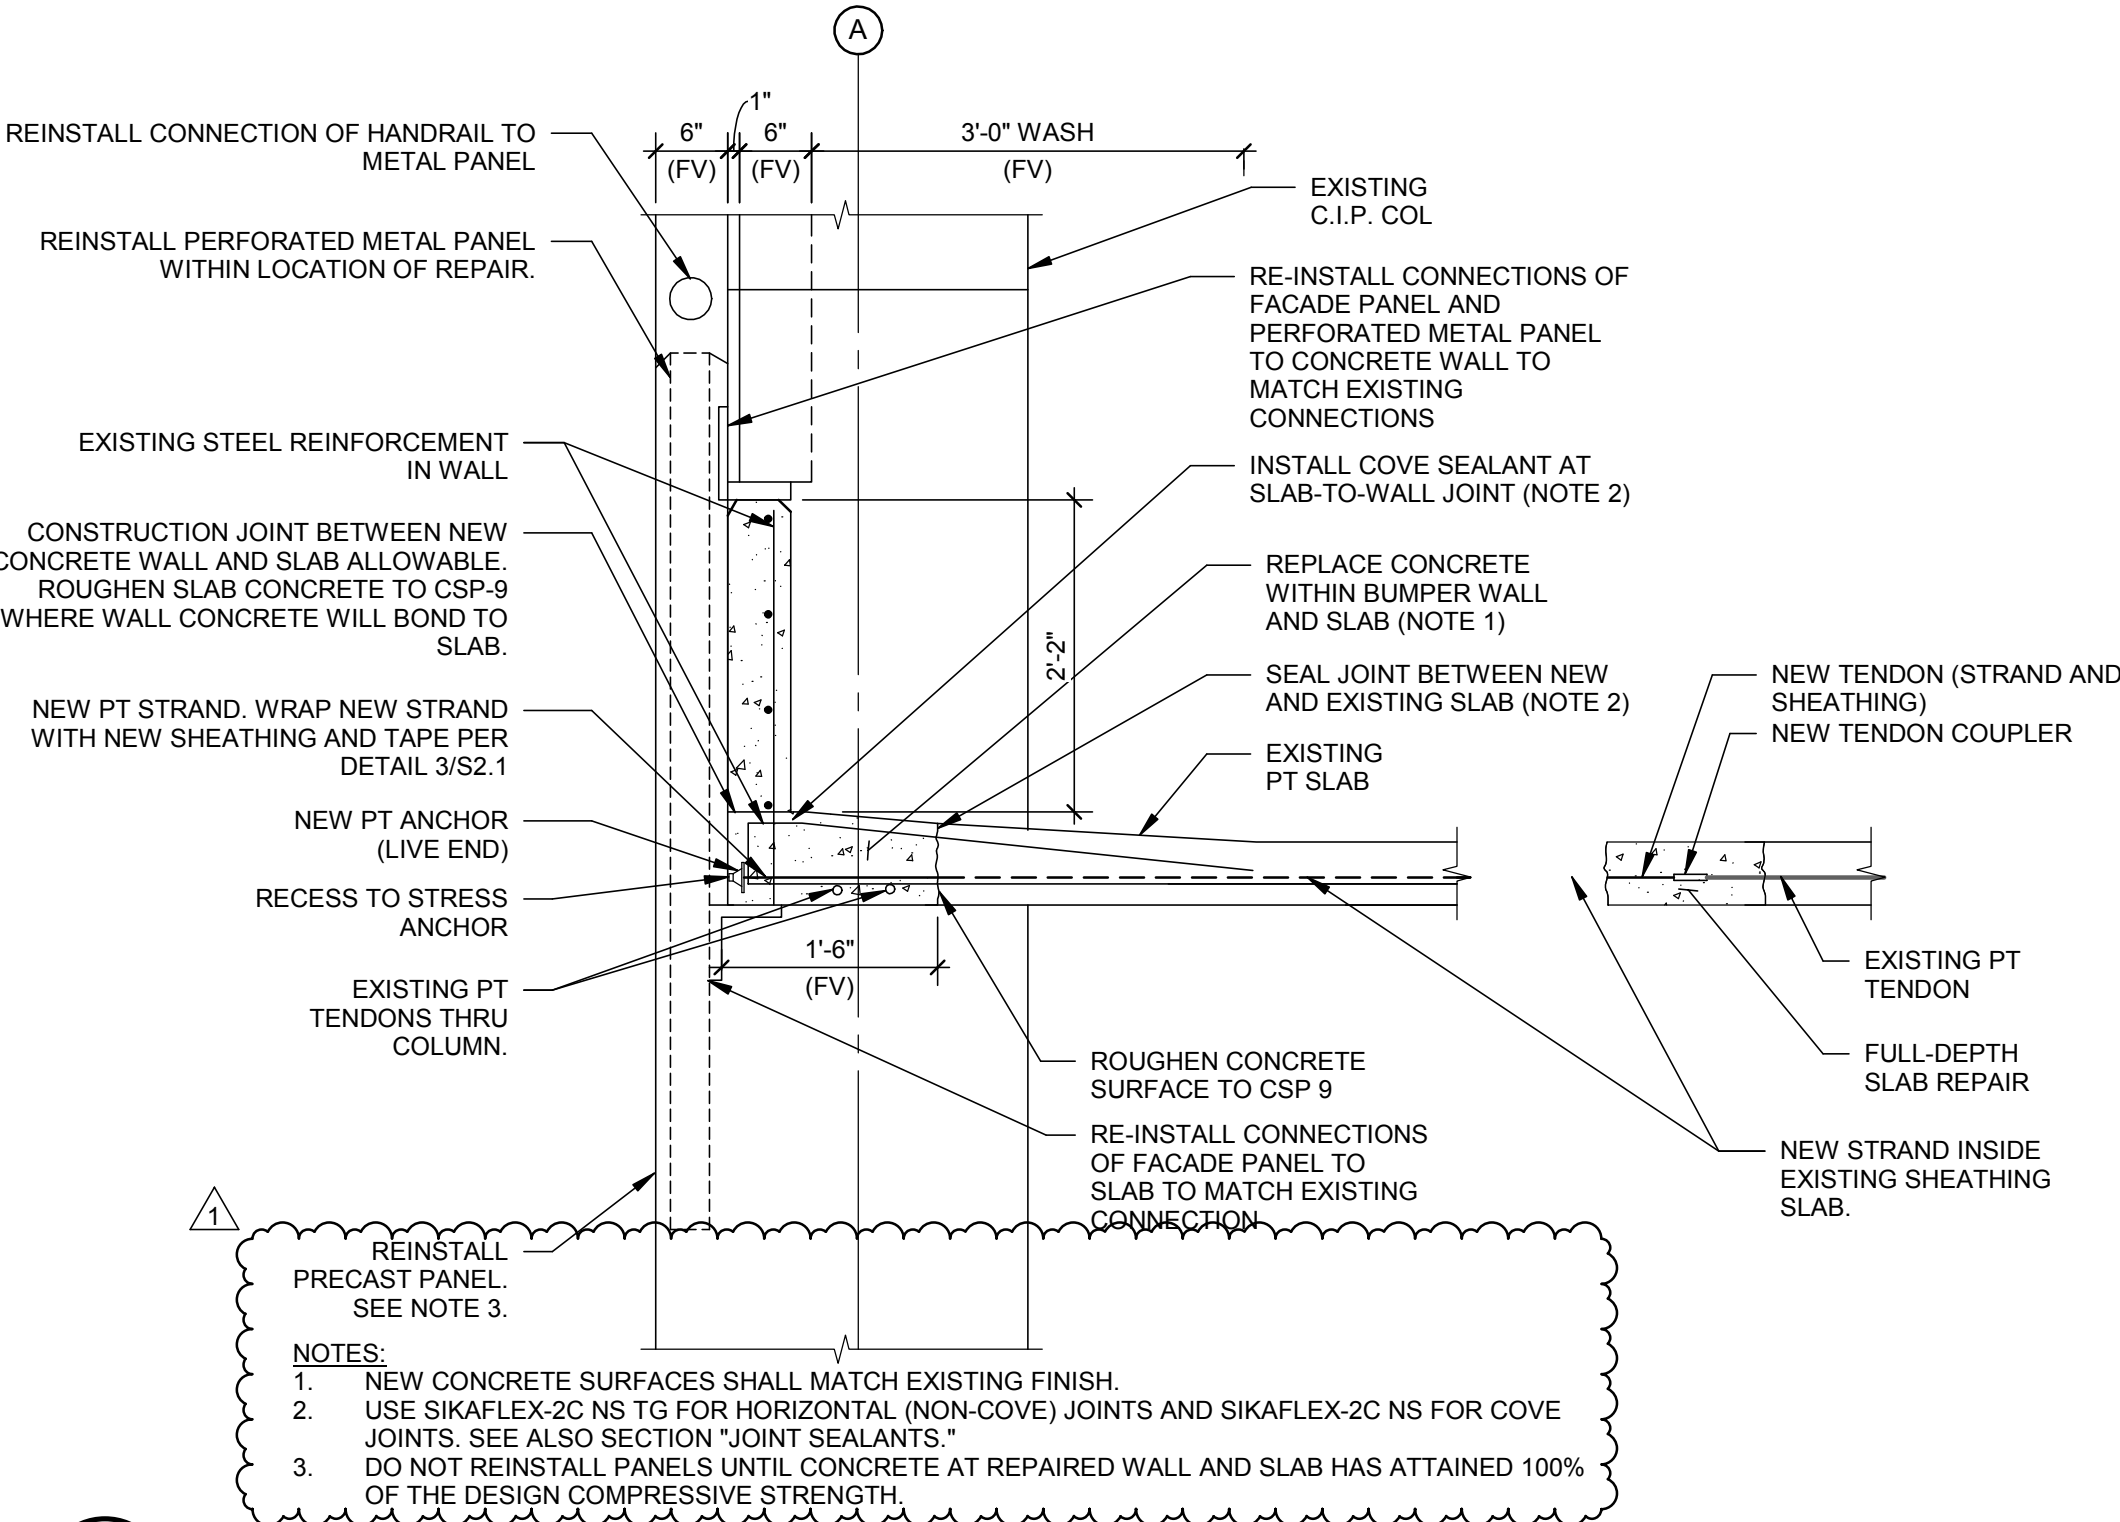 A
1"
6"
6"
3'-0" WASH
(FV)
(FV)
(FV)
REINSTALL CONNECTION OF HANDRAIL TO
METAL PANEL
REINSTALL PERFORATED METAL PANEL
WITHIN LOCATION OF REPAIR.
EXISTING STEEL REINFORCEMENT
IN WALL
CONSTRUCTION JOINT BETWEEN NEW
CONCRETE WALL AND SLAB ALLOWABLE.
ROUGHEN SLAB CONCRETE TO CSP-9
WHERE WALL CONCRETE WILL BOND TO
SLAB.
NEW PT STRAND. WRAP NEW STRAND
WITH NEW SHEATHING AND TAPE PER
DETAIL 3/S2.1
NEW PT ANCHOR
(LIVE END)
RECESS TO STRESS
ANCHOR
EXISTING PT
TENDONS THRU
COLUMN.
EXISTING
C.I.P. COL
RE-INSTALL CONNECTIONS OF
FACADE PANEL AND
PERFORATED METAL PANEL
TO CONCRETE WALL TO
MATCH EXISTING
CONNECTIONS
INSTALL COVE SEALANT AT
SLAB-TO-WALL JOINT (NOTE 2)
REPLACE CONCRETE
WITHIN BUMPER WALL
AND SLAB (NOTE 1)
2'-2"
SEAL JOINT BETWEEN NEW
AND EXISTING SLAB (NOTE 2)
EXISTING
PT SLAB
NEW TENDON (STRAND AND
SHEATHING)
NEW TENDON COUPLER
1'-6"
(FV)
EXISTING PT
TENDON
FULL-DEPTH
SLAB REPAIR
NEW STRAND INSIDE
EXISTING SHEATHING
SLAB.
ROUGHEN CONCRETE
SURFACE TO CSP 9
RE-INSTALL CONNECTIONS
OF FACADE PANEL TO
SLAB TO MATCH EXISTING
CONNECTION
1
REINSTALL
PRECAST PANEL.
SEE NOTE 3.
NOTES:
1. NEW CONCRETE SURFACES SHALL MATCH EXISTING FINISH.
2. USE SIKAFLEX-2C NS TG FOR HORIZONTAL (NON-COVE) JOINTS AND SIKAFLEX-2C NS FOR COVE
JOINTS. SEE ALSO SECTION "JOINT SEALANTS."
3. DO NOT REINSTALL PANELS UNTIL CONCRETE AT REPAIRED WALL AND SLAB HAS ATTAINED 100%
OF THE DESIGN COMPRESSIVE STRENGTH.